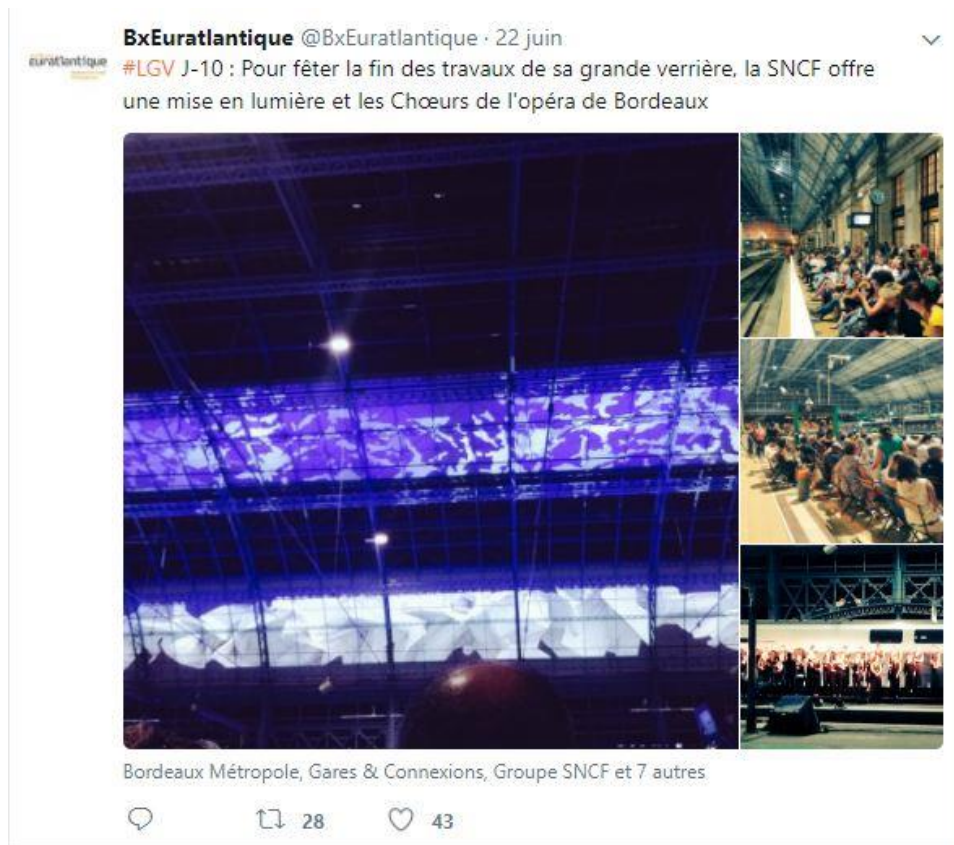 BxEuratlantique @BxEuratlantique · 22 juin
euratlantique
#LGV J-10 : Pour fêter la fin des travaux de sa grande verrière, la SNCF offre
une mise en lumière et les Chœurs de l'opéra de Bordeaux
Bordeaux Métropole, Gares & Connexions, Groupe SNCF et 7 autres
28 43